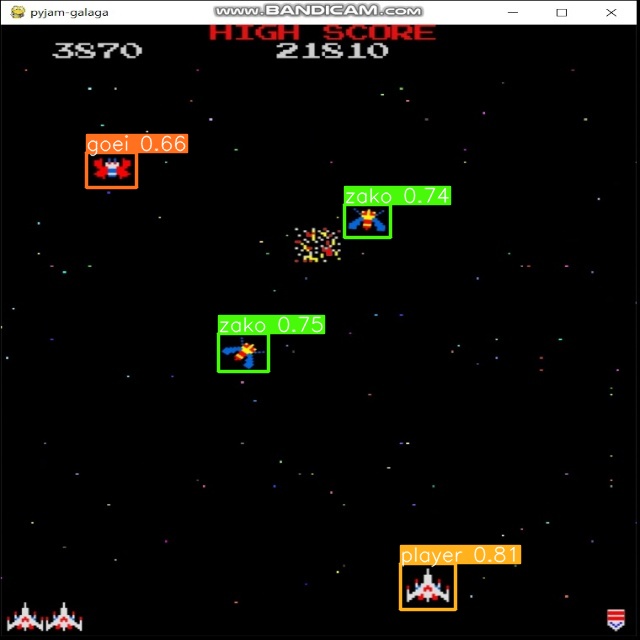 pyjam-galaga
www.BANDICAM.com
HIGH SCORE
3870 21810
goei 0.66
zako 0.74
zako 0.75
player 0.81